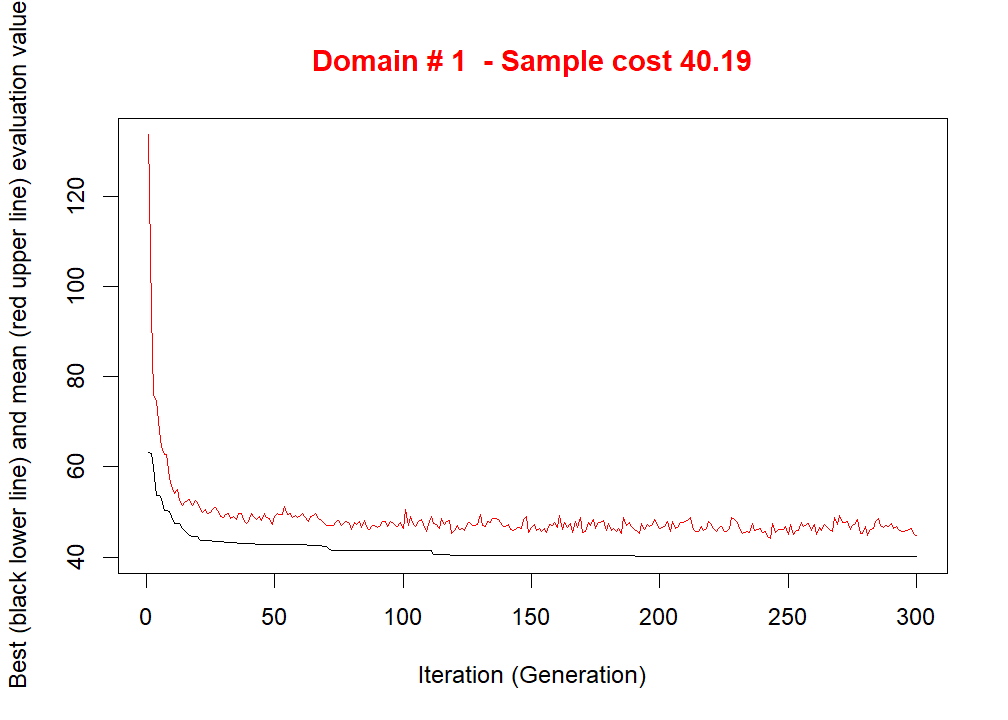 Domain # 1  - Sample cost 40.19
Best (black lower line) and mean (red upper line) evaluation value
120
100
80
60
40
0 50 100 150 200 250 300
Iteration (Generation)